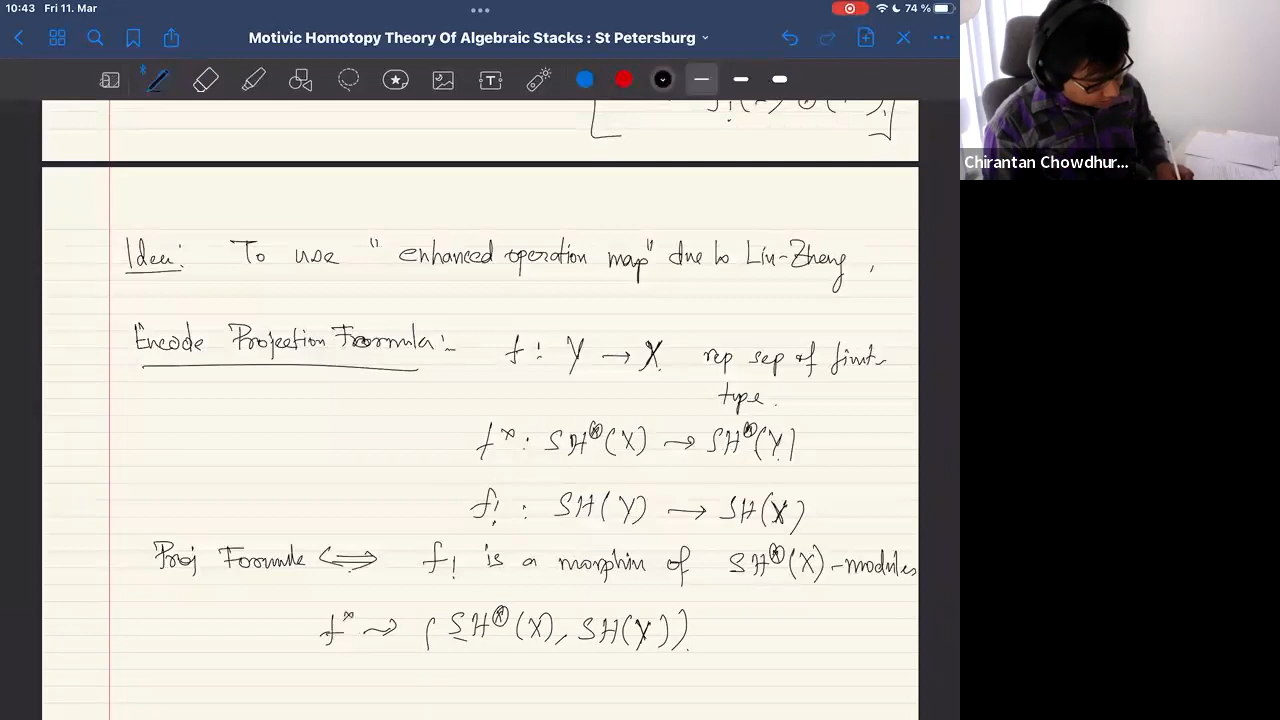 10:43 Fri 11. Mar
74 %
Motivic Homotopy Theory Of Algebraic Stacks : St Petersburg
Chirantan Chowdhur...
Idea: To use " enhanced operation map" due to Liu-Zheng,
Encode Projection Formula:- f : Y → X rep sep of finite
type.
f* : SH^⊗(X) → SH^⊗(Y)
f! : SH(Y) → SH(X)
Proj Formula ⟺ f! is a morphism of SH^⊗(X)-modules
f* ⇝ ( SH^⊗(X), SH(Y)).